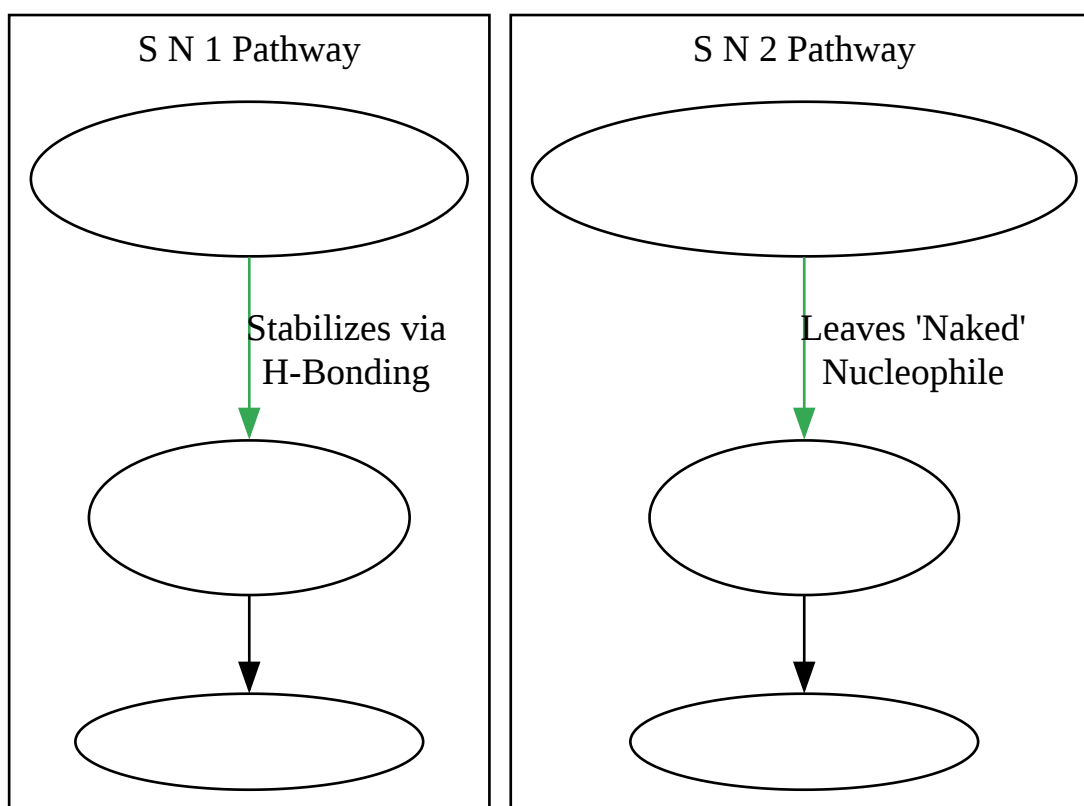 S N 1 Pathway
Stabilizes via
H-Bonding
S N 2 Pathway
Leaves 'Naked'
Nucleophile